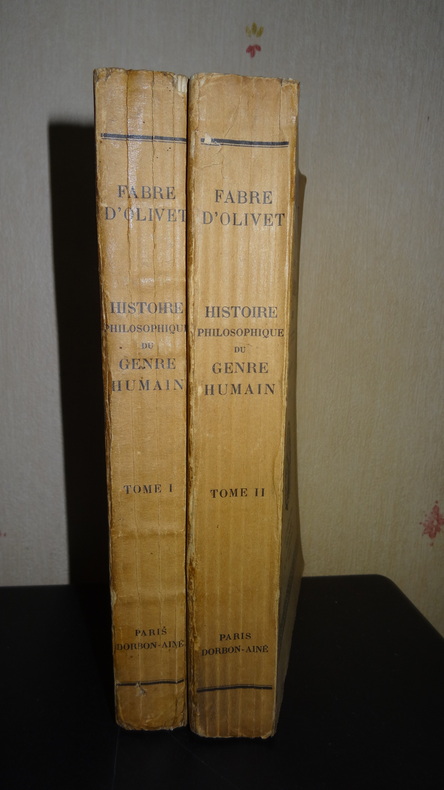 FABRE
D'OLIVET
HISTOIRE
PHILOSOPHIQUE
DU
GENRE
HUMAIN
TOME I
PARIS
DORBON-AINÉ
FABRE
D'OLIVET
HISTOIRE
PHILOSOPHIQUE
DU
GENRE
HUMAIN
TOME II
PARIS
DORBON-AINÉ